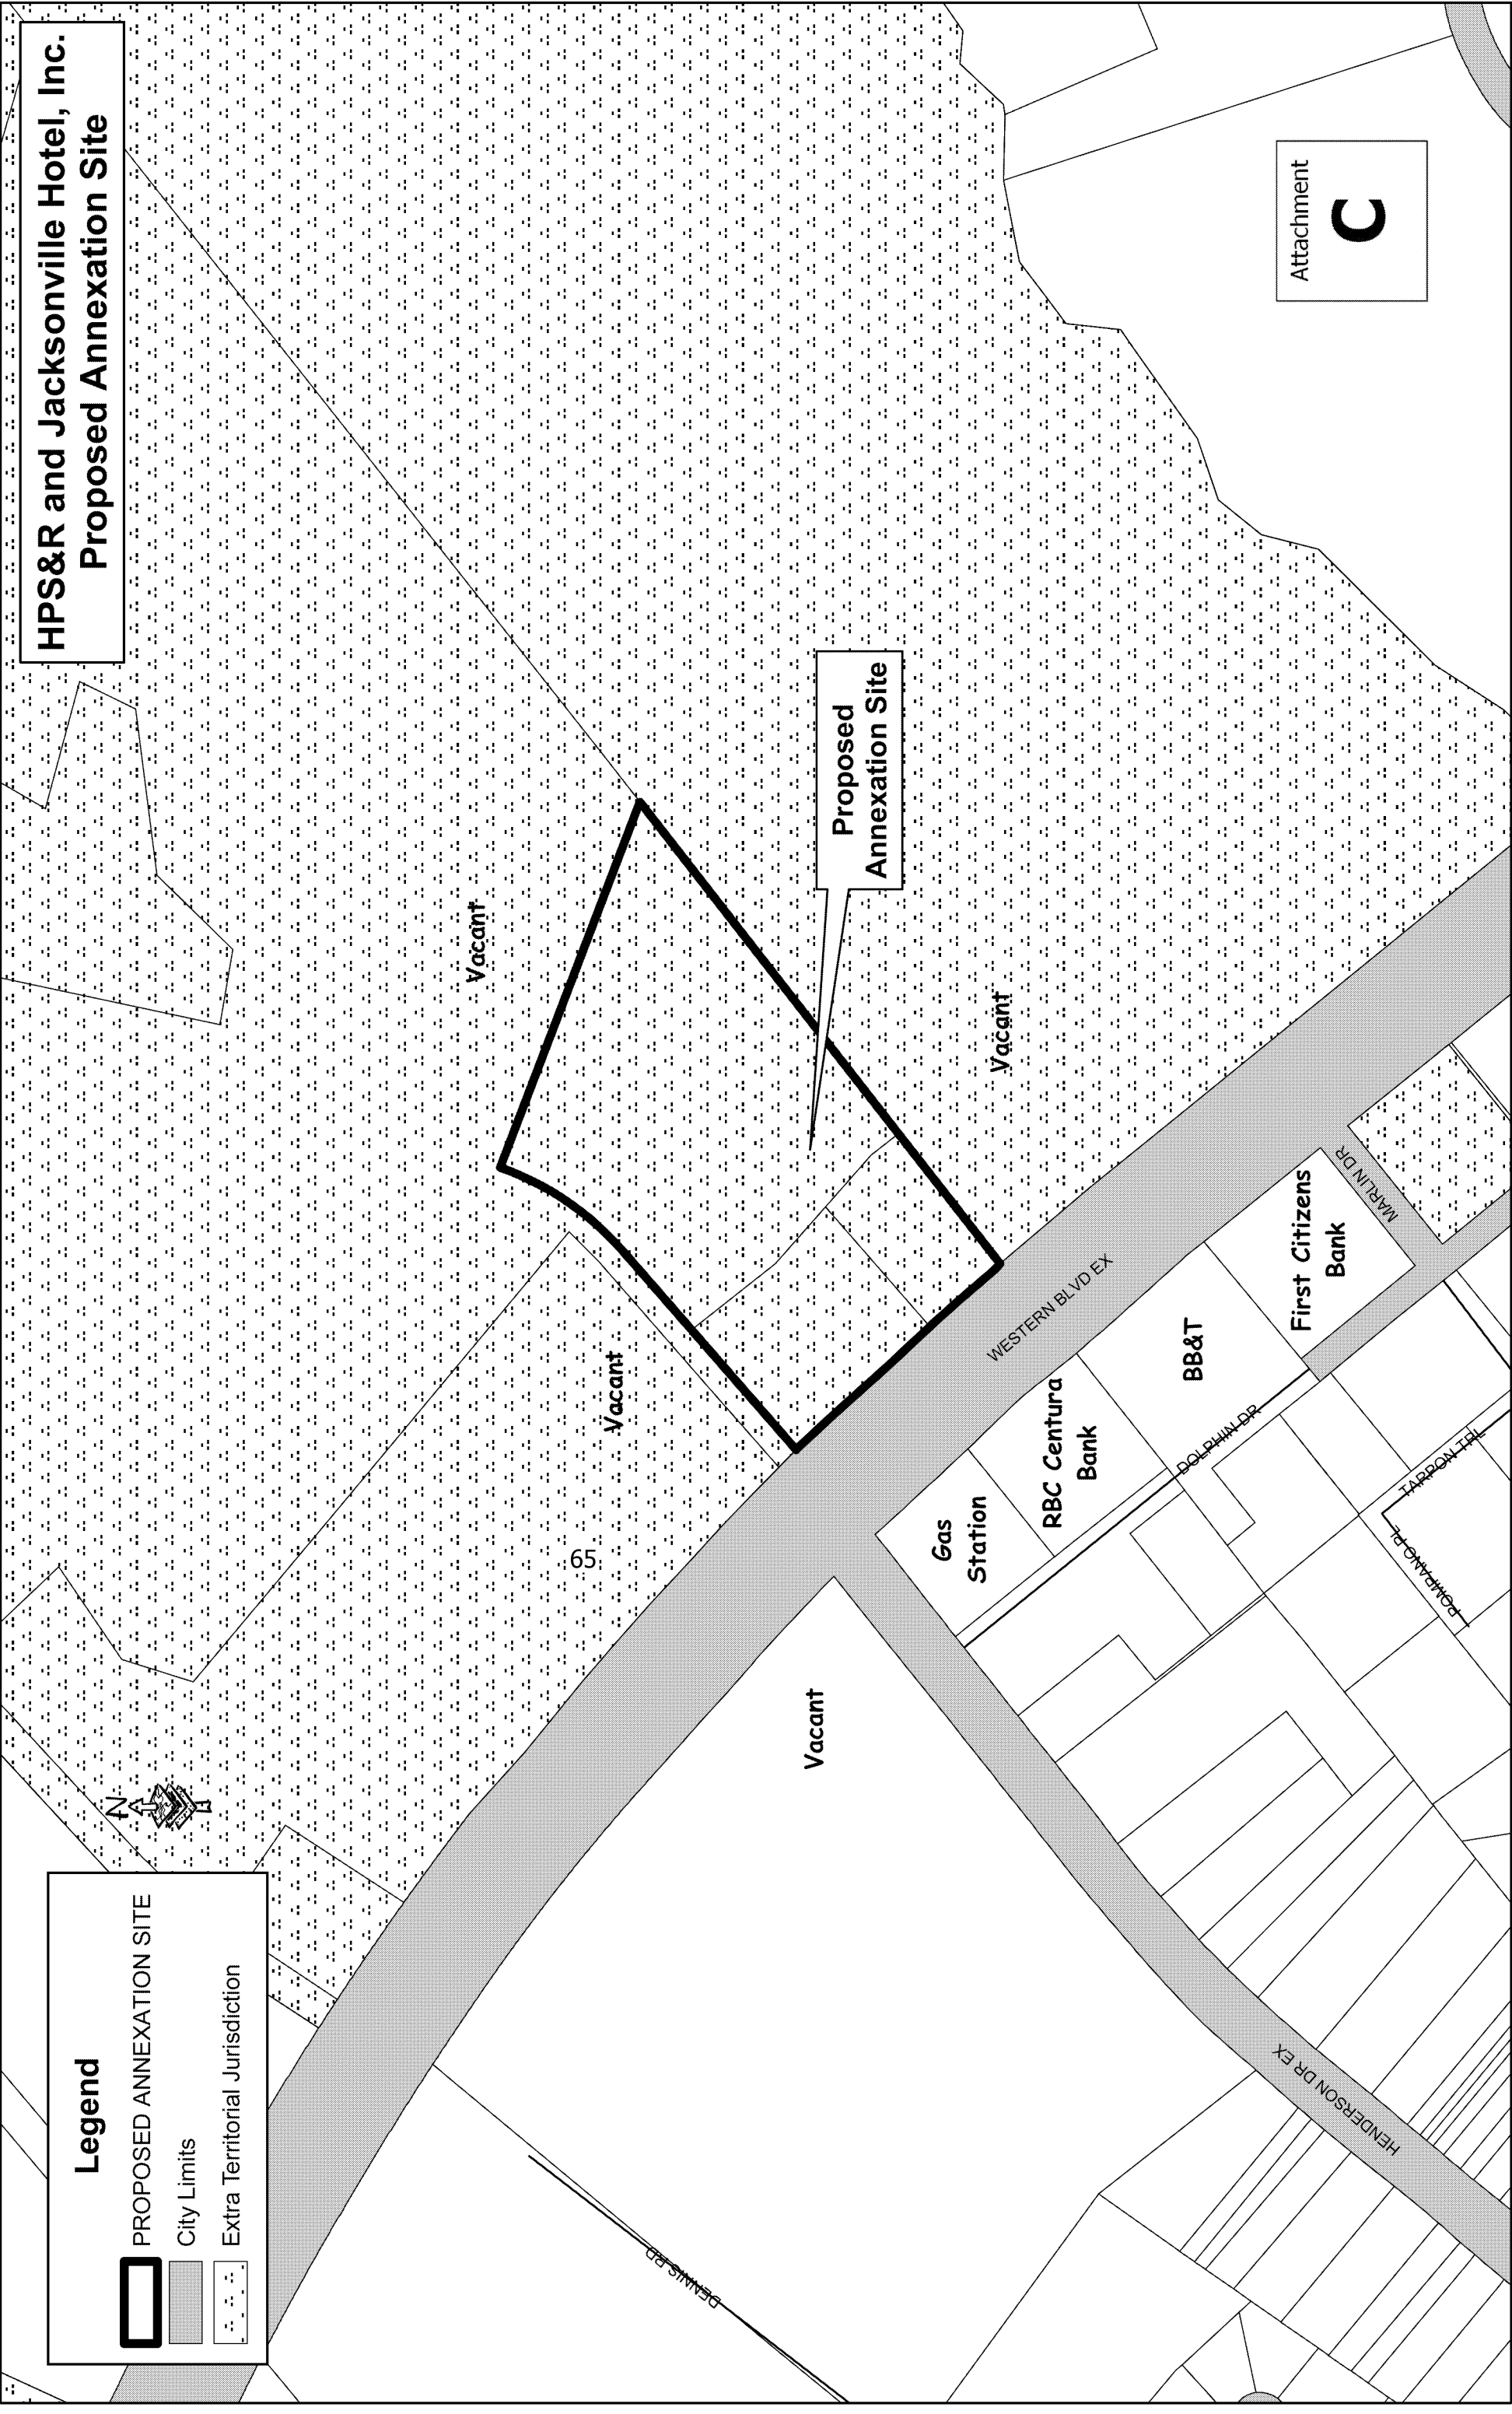 HPS&R and Jacksonville Hotel, Inc.
Proposed Annexation Site
N
Legend
PROPOSED ANNEXATION SITE
City Limits
Extra Territorial Jurisdiction
Vacant
Vacant
65
Proposed
Annexation Site
Vacant
Vacant
WESTERN BLVD EX
Gas
Station
RBC Centura
Bank
BB&T
First Citizens
Bank
MARLIN DR
DOLPHIN DR
TARPON TRL
POMPANO PL
HENDERSON DR EX
DENNIS RD
Attachment
C